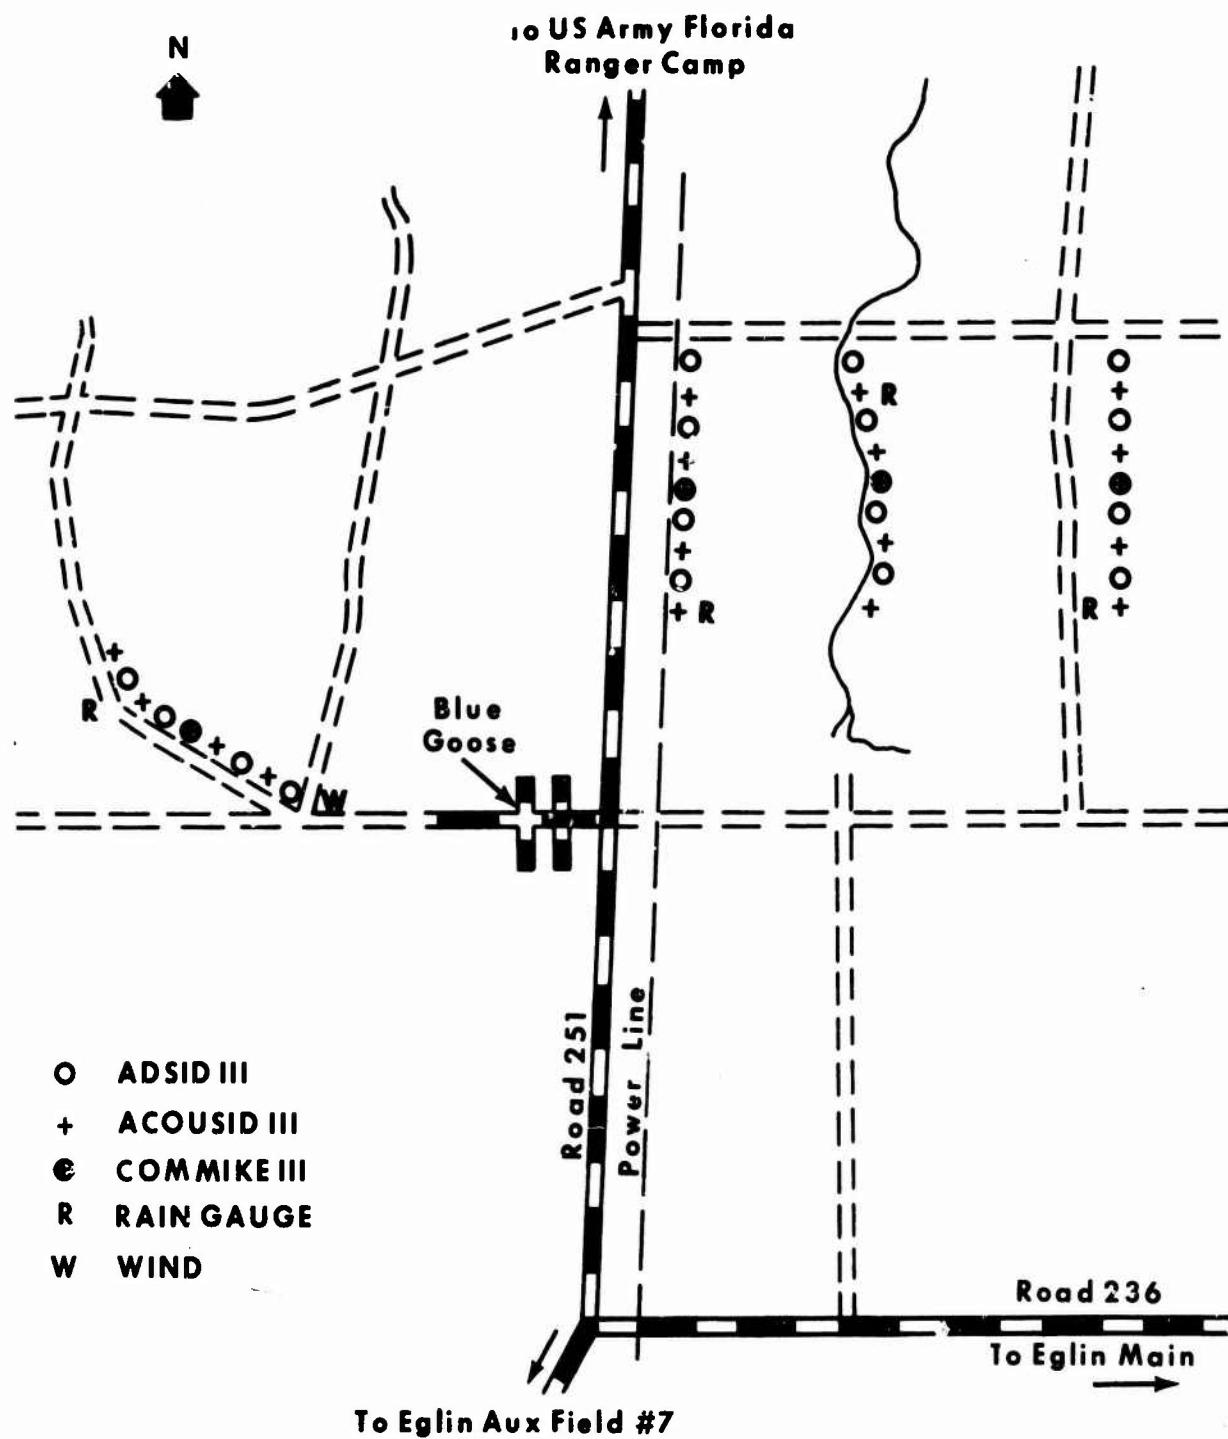 N
To US Army Florida
Ranger Camp
R
R
R
R
W
Blue
Goose
Road 251
Power Line
O ADSID III
+ ACOUSID III
COMMIKE III
R RAIN GAUGE
W WIND
Road 236
To Eglin Main
To Eglin Aux Field #7